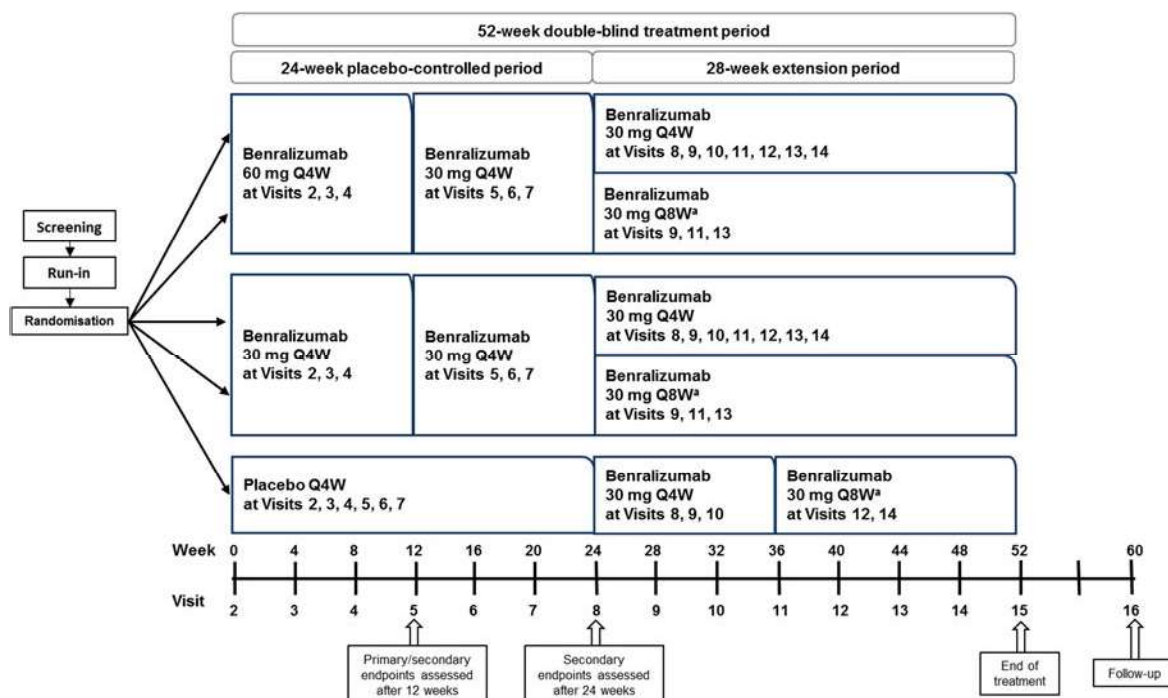 52-week double-blind treatment period
24-week placebo-controlled period
28-week extension period
Benralizumab
60 mg Q4W
at Visits 2, 3, 4
Benralizumab
30 mg Q4W
at Visits 5, 6, 7
Benralizumab
30 mg Q4W
at Visits 8, 9, 10, 11, 12, 13, 14
Benralizumab
30 mg Q8Wᵃ
at Visits 9, 11, 13
Screening
Run-in
Randomisation
Benralizumab
30 mg Q4W
at Visits 2, 3, 4
Benralizumab
30 mg Q4W
at Visits 5, 6, 7
Benralizumab
30 mg Q4W
at Visits 8, 9, 10, 11, 12, 13, 14
Benralizumab
30 mg Q8Wᵃ
at Visits 9, 11, 13
Placebo Q4W
at Visits 2, 3, 4, 5, 6, 7
Benralizumab
30 mg Q4W
at Visits 8, 9, 10
Benralizumab
30 mg Q8Wᵃ
at Visits 12, 14
Week 0 4 8 12 16 20 24 28 32 36 40 44 48 52 60
Visit
2 3 4 5 6 7 8 9 10 11 12 13 14 15 16
Primary/secondary
endpoints assessed
after 12 weeks
Secondary
endpoints assessed
after 24 weeks
End of
treatment
Follow-up